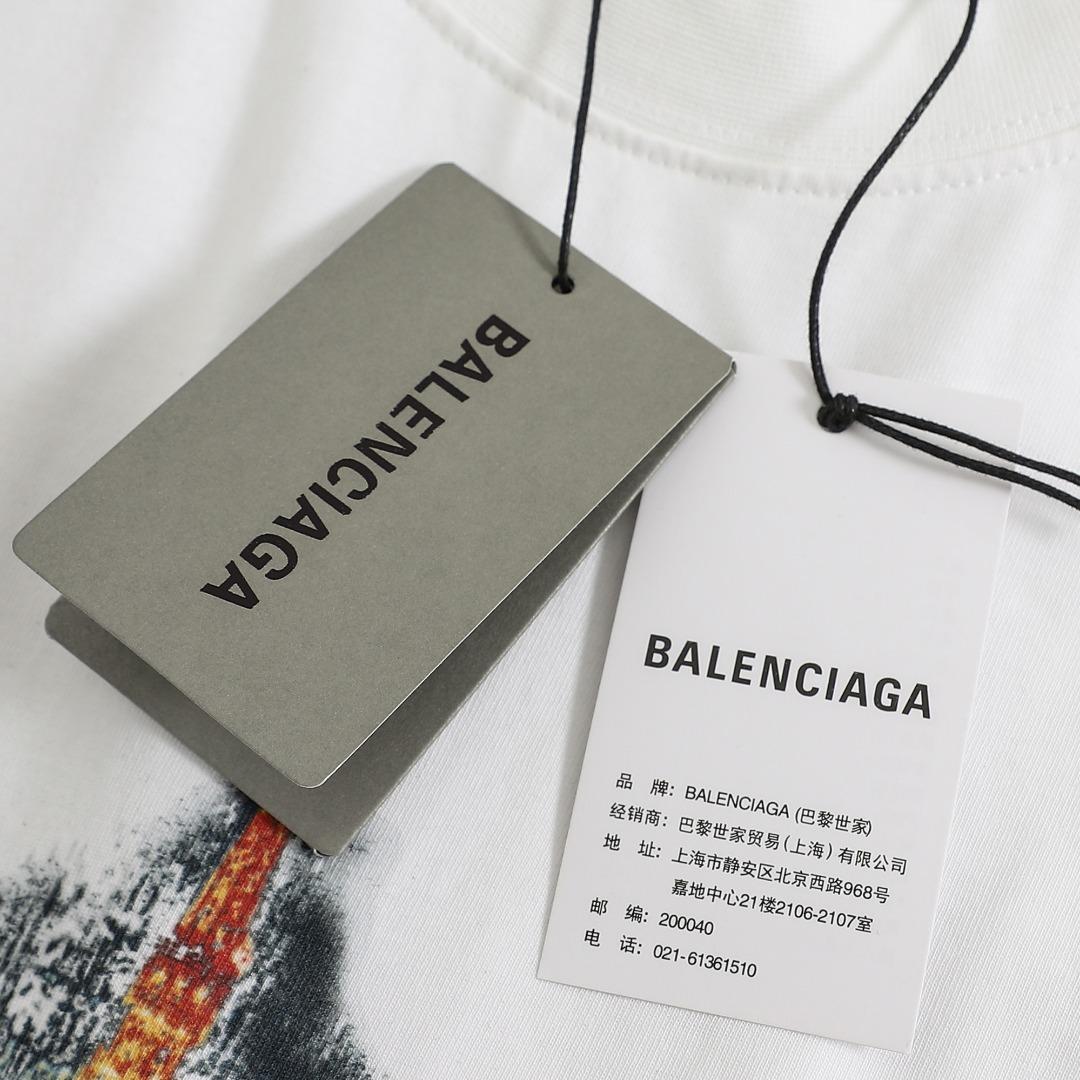 BALENCIAGA
BALENCIAGA
品 牌: BALENCIAGA (巴黎世家)
经销商: 巴黎世家贸易(上海)有限公司
地 址: 上海市静安区北京西路968号
嘉地中心21楼2106-2107室
邮 编: 200040
电 话: 021-61361510